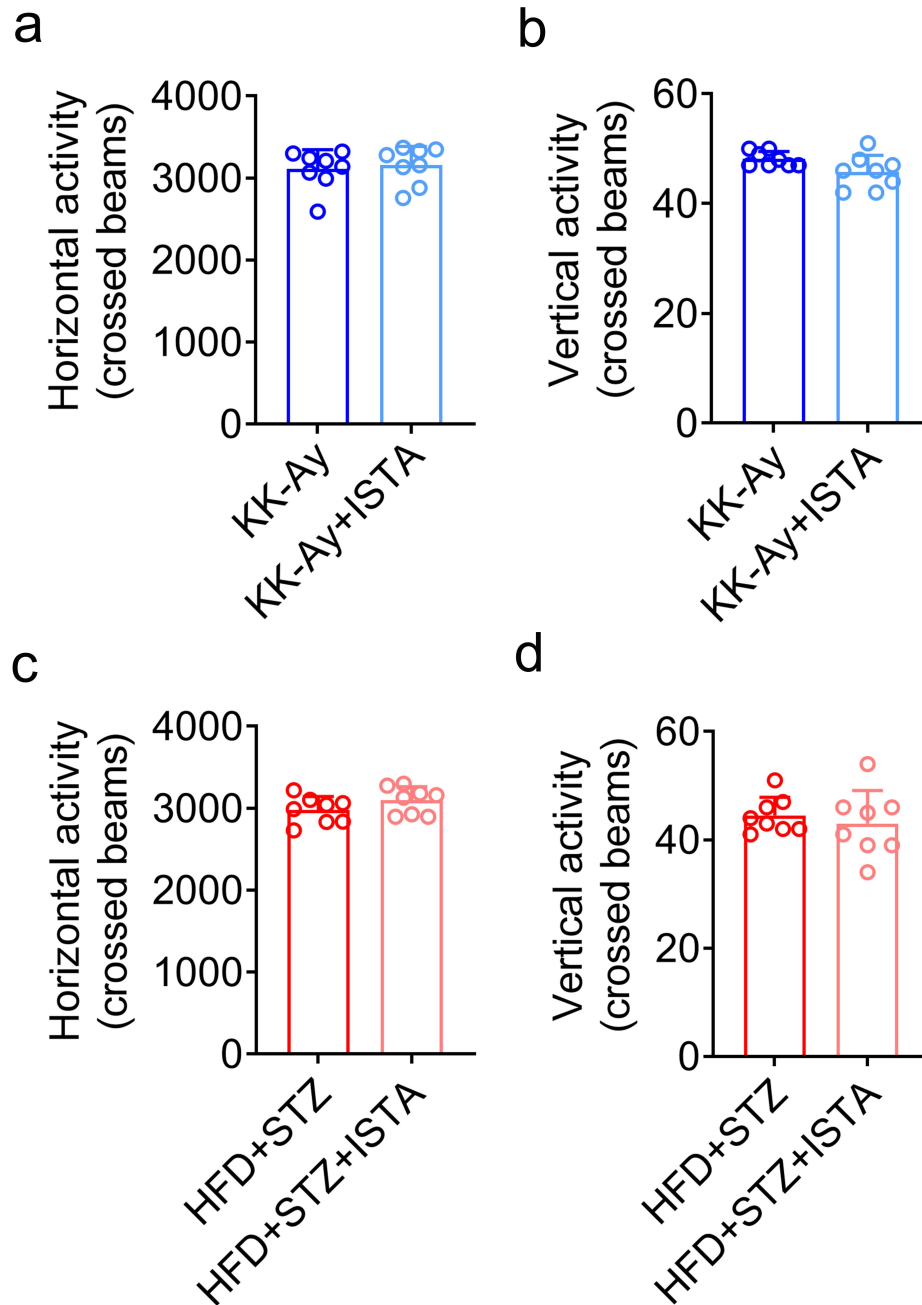 a
Horizontal activity
(crossed beams)
4000
3000
2000
1000
0
KK-Ay
KK-Ay+ISTA
b
Vertical activity
(crossed beams)
60
40
20
0
KK-Ay
KK-Ay+ISTA
c
Horizontal activity
(crossed beams)
4000
3000
2000
1000
0
HFD+STZ
HFD+STZ+ISTA
d
Vertical activity
(crossed beams)
60
40
20
0
HFD+STZ
HFD+STZ+ISTA